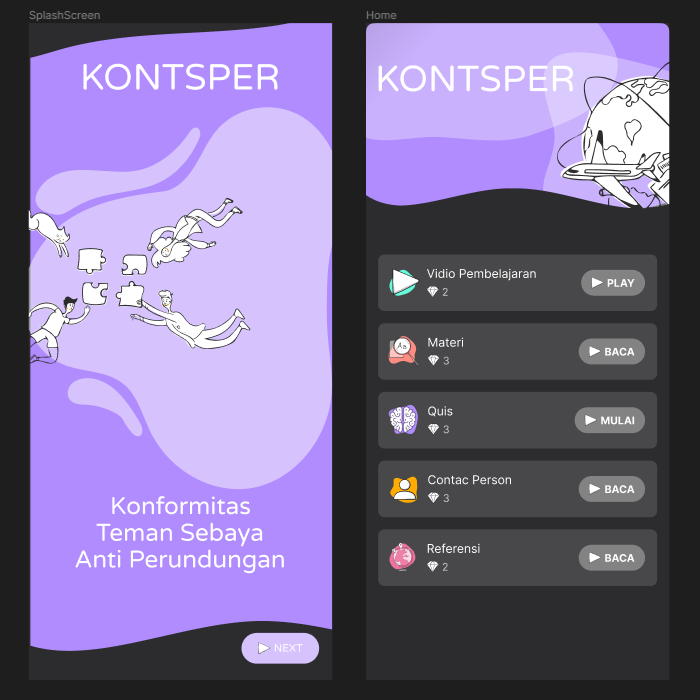 SplashScreen
KONTSPER
Konformitas
Teman Sebaya
Anti Perundungan
NEXT
Home
KONTSPER
Vidio Pembelajaran
2
PLAY
Materi
3
BACA
Aa
Quis
3
MULAI
Contac Person
3
BACA
Referensi
2
BACA